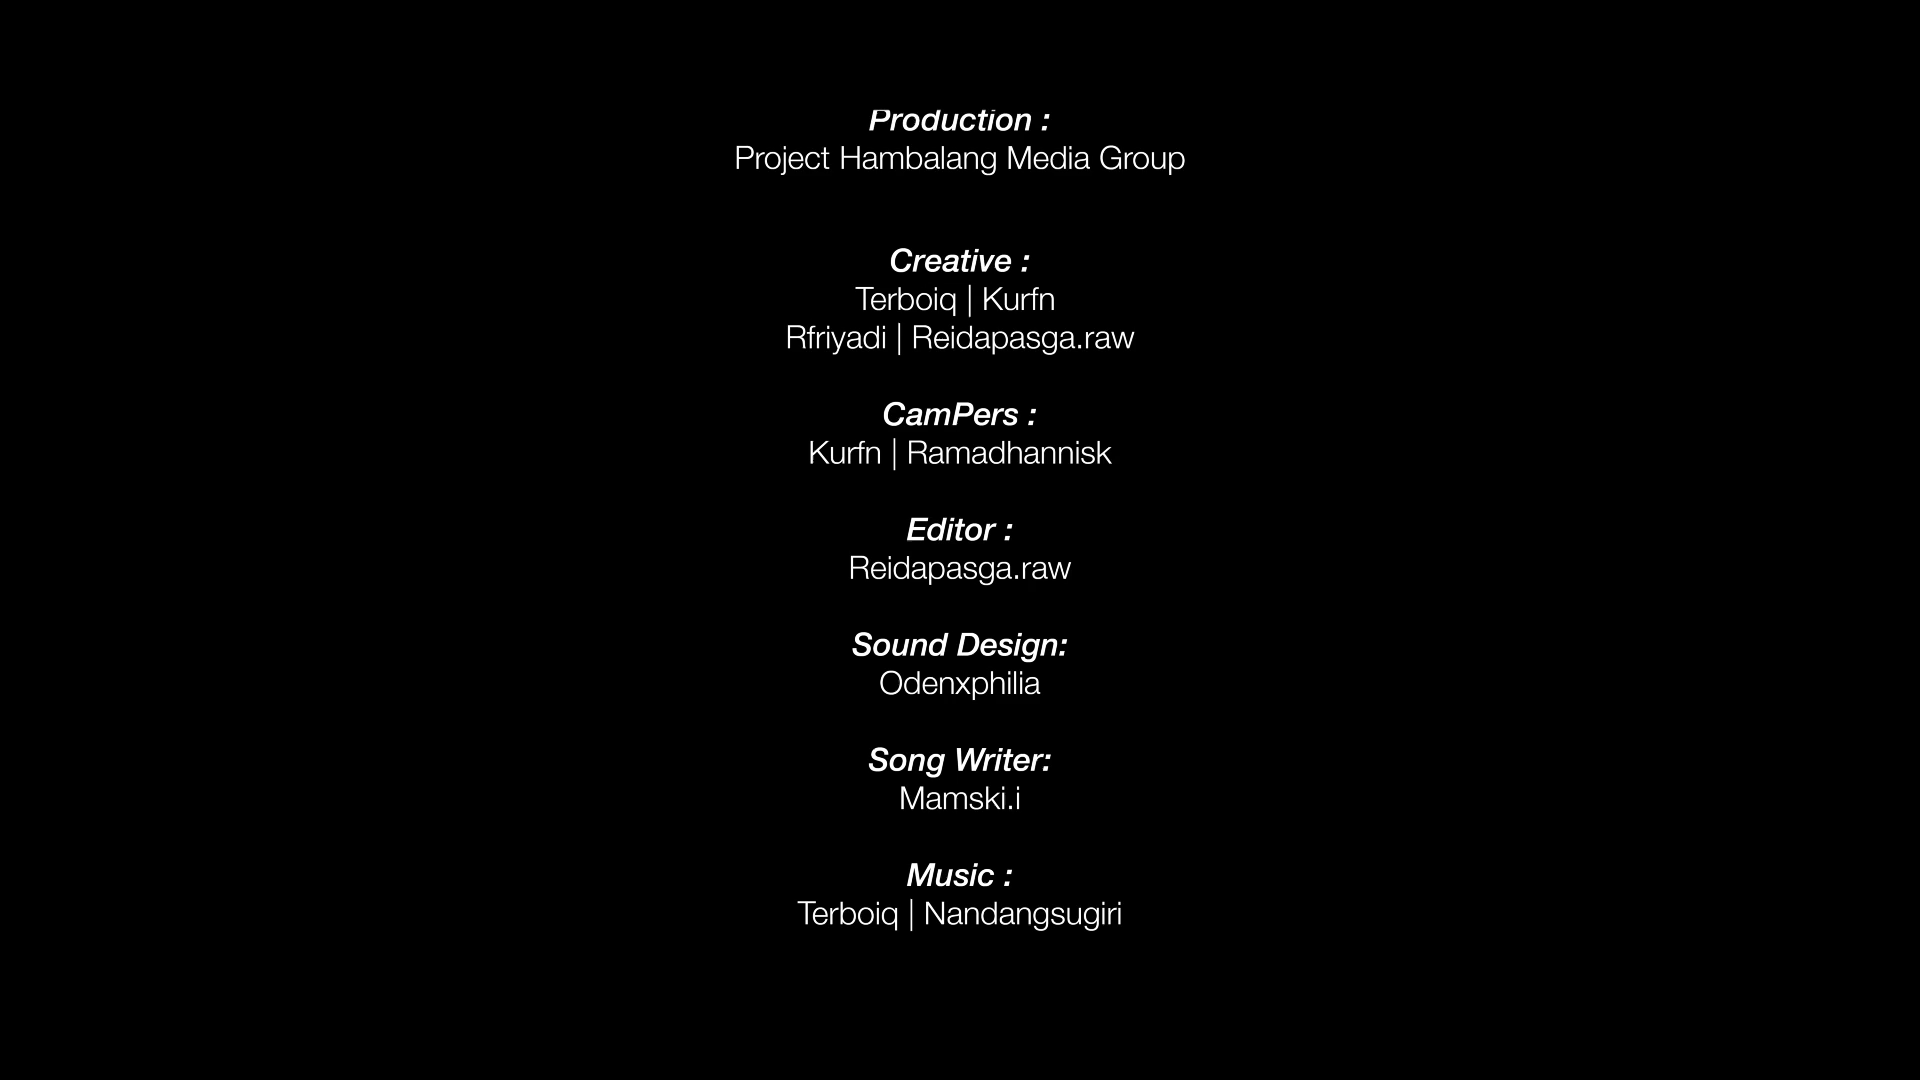 Production :
Project Hambalang Media Group
Creative :
Terboiq | Kurfn
Rfriyadi | Reidapasga.raw
CamPers :
Kurfn | Ramadhannisk
Editor :
Reidapasga.raw
Sound Design:
Odenxphilia
Song Writer:
Mamski.i
Music :
Terboiq | Nandangsugiri